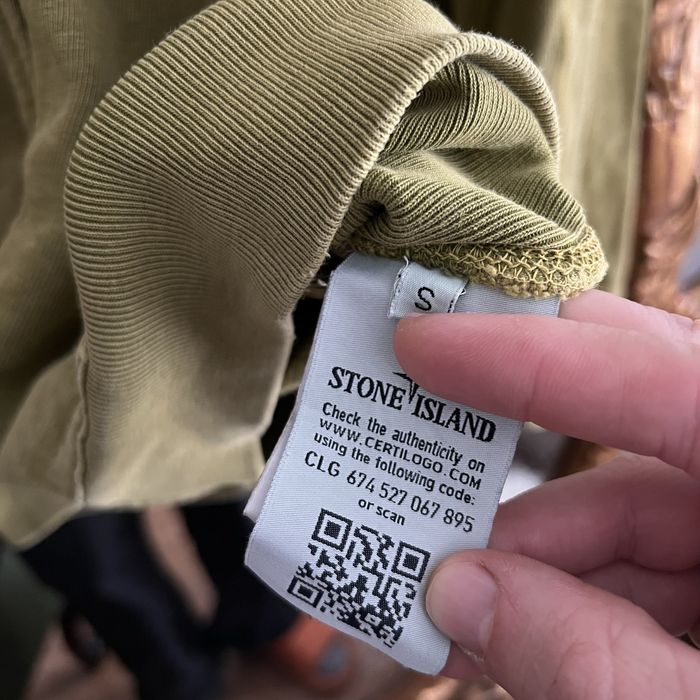 S
STONE ISLAND
Check the authenticity on
WWW.CERTILOGO.COM
using the following code:
CLG 674 527 067 895
or scan